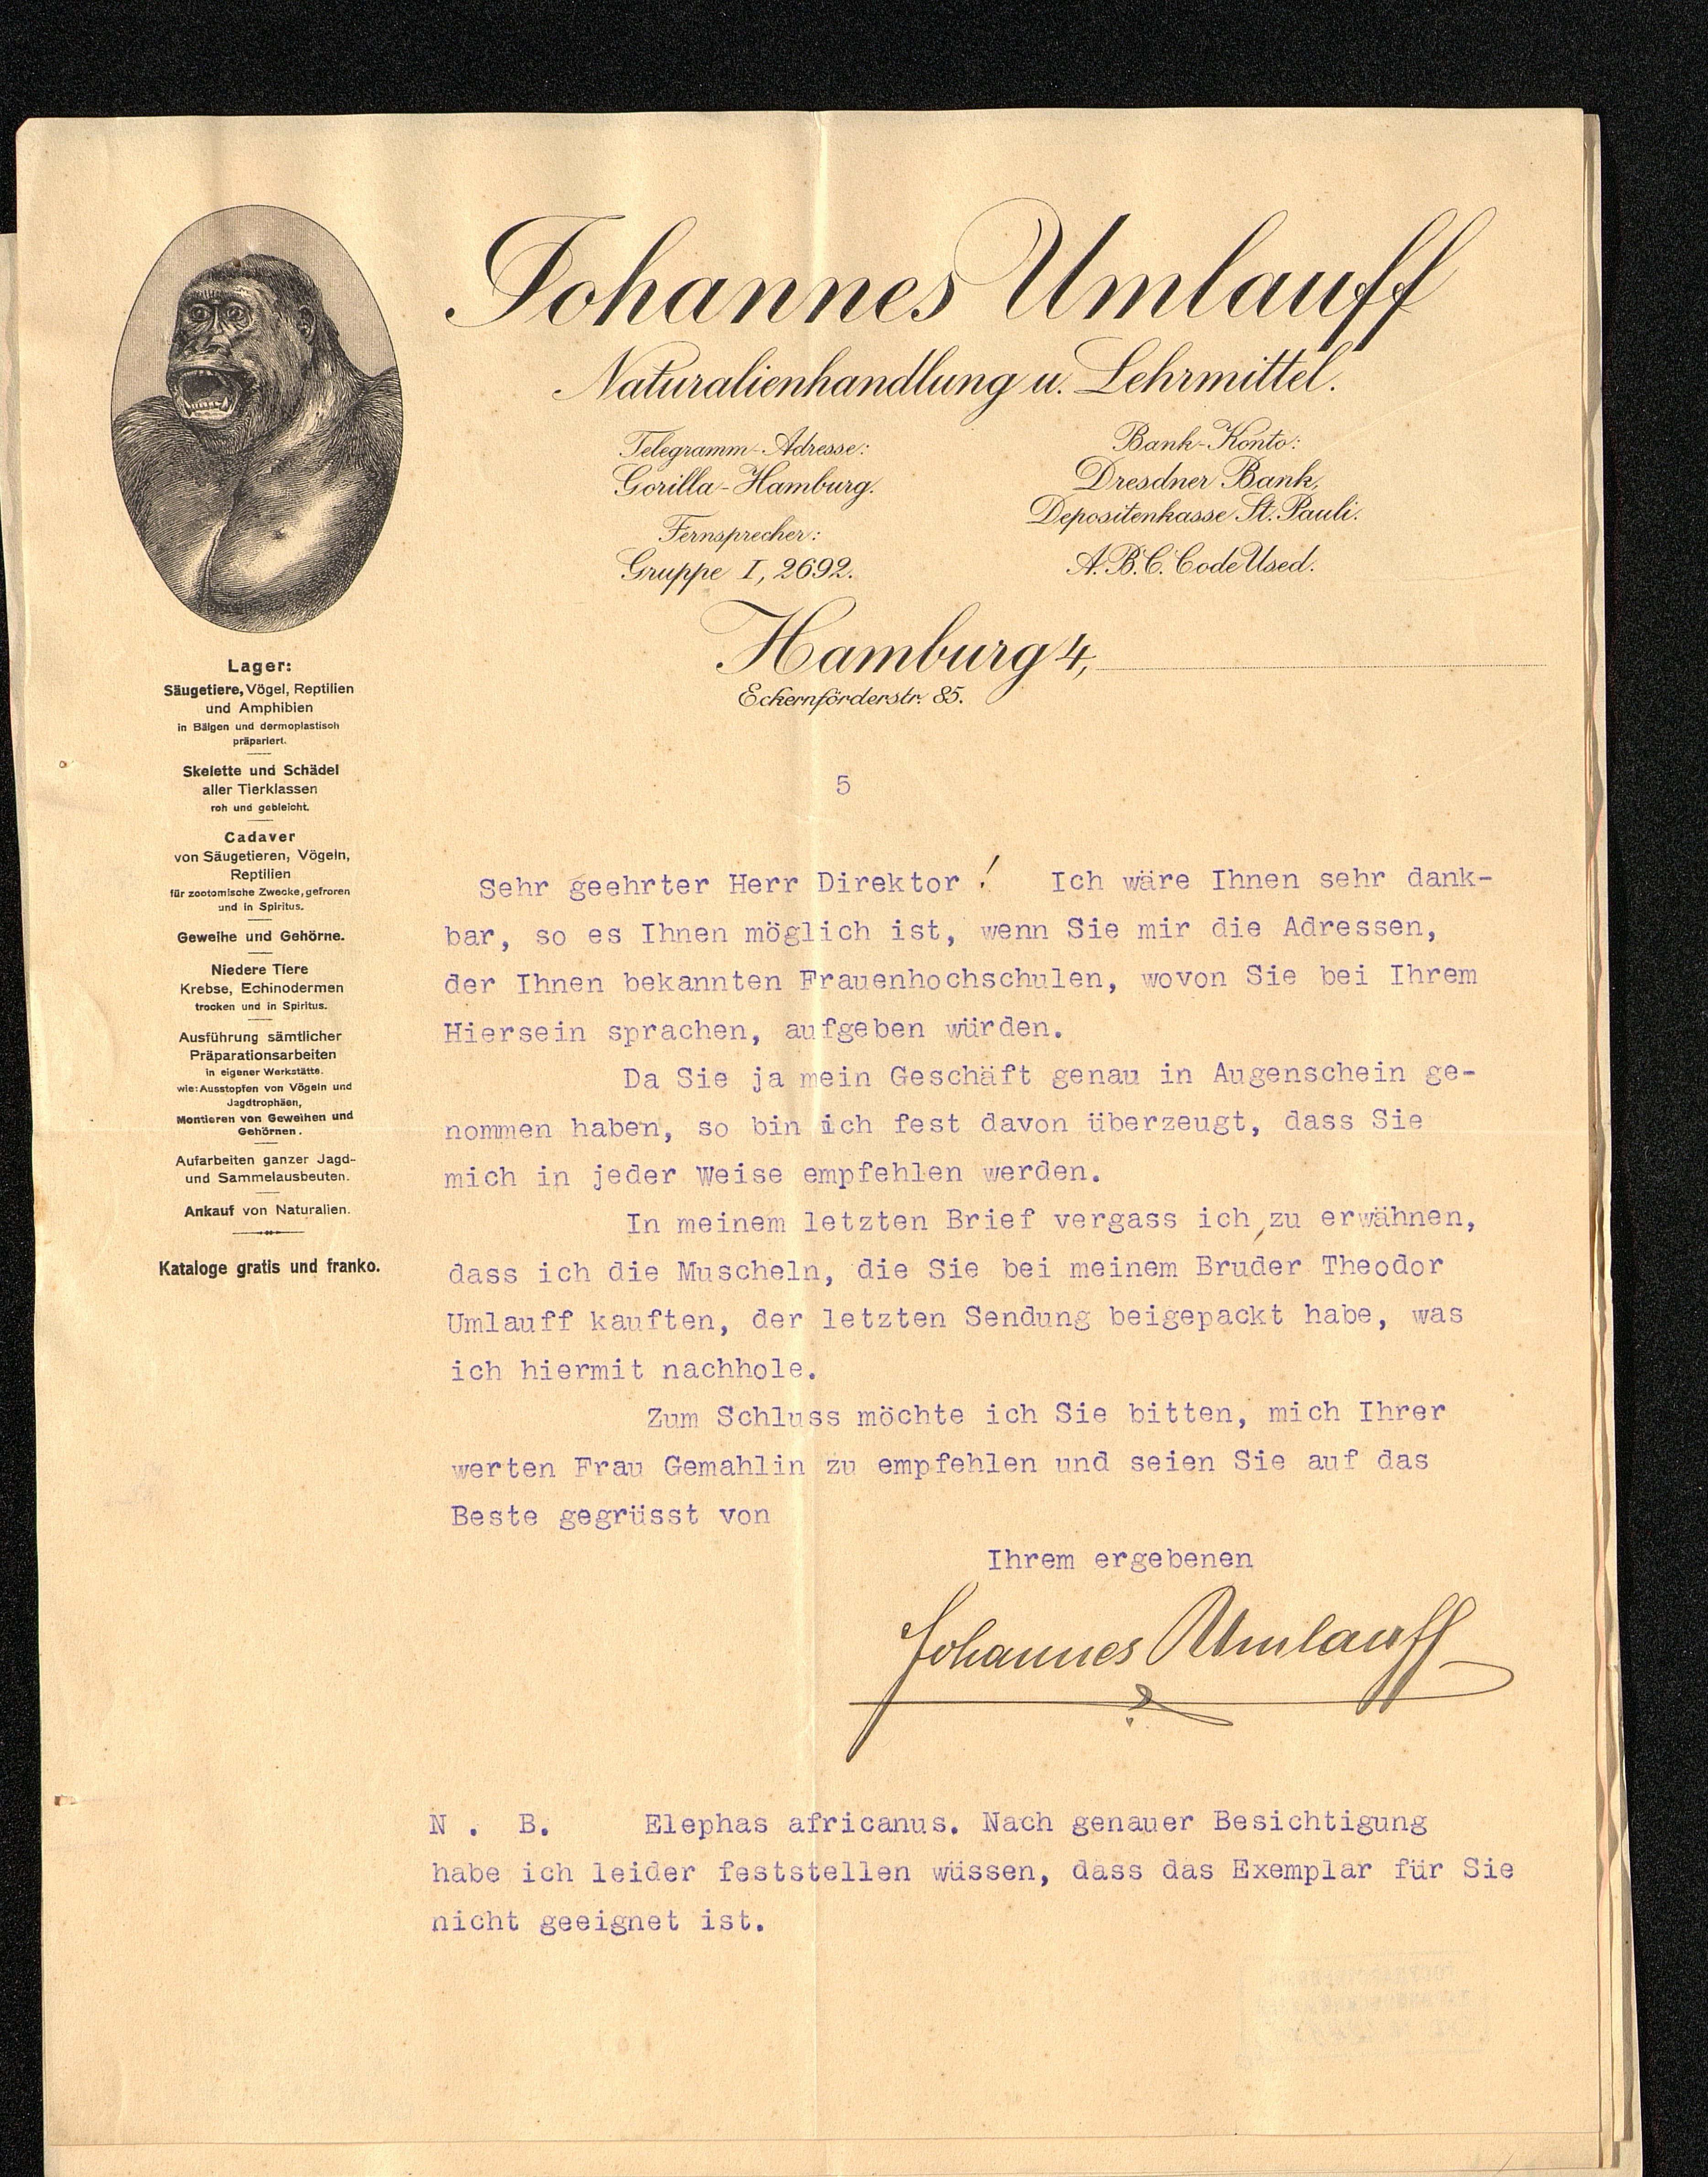 Johannes Umlauff
Naturalienhandlung u. Lehrmittel.
Telegramm-Adresse:
Gorilla-Hamburg.
Fernsprecher:
Gruppe I, 2692.
Bank-Konto:
Dresdner Bank,
Depositenkasse St. Pauli.
A.B.C. Code Used.
Hamburg 4,
Eckernförderstr. 85.
Lager:
Säugetiere, Vögel, Reptilien
und Amphibien
in Bälgen und dermoplastisch
präpariert.
Skelette und Schädel
aller Tierklassen
roh und gebleicht.
Cadaver
von Säugetieren, Vögeln,
Reptilien
für zootomische Zwecke, gefroren
und in Spiritus.
Geweihe und Gehörne.
Niedere Tiere
Krebse, Echinodermen
trocken und in Spiritus.
Ausführung sämtlicher
Präparationsarbeiten
in eigener Werkstätte.
wie: Ausstopfen von Vögeln und
Jagdtrophäen,
Montieren von Geweihen und
Gehörnen.
Aufarbeiten ganzer Jagd-
und Sammelausbeuten.
Ankauf von Naturalien.
Kataloge gratis und franko.
5
Sehr geehrter Herr Direktor ! Ich wäre Ihnen sehr dank-
bar, so es Ihnen möglich ist, wenn Sie mir die Adressen,
der Ihnen bekannten Frauenhochschulen, wovon Sie bei Ihrem
Hiersein sprachen, aufgeben würden.
Da Sie ja mein Geschäft genau in Augenschein ge-
nommen haben, so bin ich fest davon überzeugt, dass Sie
mich in jeder Weise empfehlen werden.
In meinem letzten Brief vergass ich, zu erwähnen,
dass ich die Muscheln, die Sie bei meinem Bruder Theodor
Umlauff kauften, der letzten Sendung beigepackt habe, was
ich hiermit nachhole.
Zum Schluss möchte ich Sie bitten, mich Ihrer
werten Frau Gemahlin zu empfehlen und seien Sie auf das
Beste gegrüsst von
Ihrem ergebenen
Johannes Umlauff
N . B. Elephas africanus. Nach genauer Besichtigung
habe ich leider feststellen wüssen, dass das Exemplar für Sie
nicht geeignet ist.